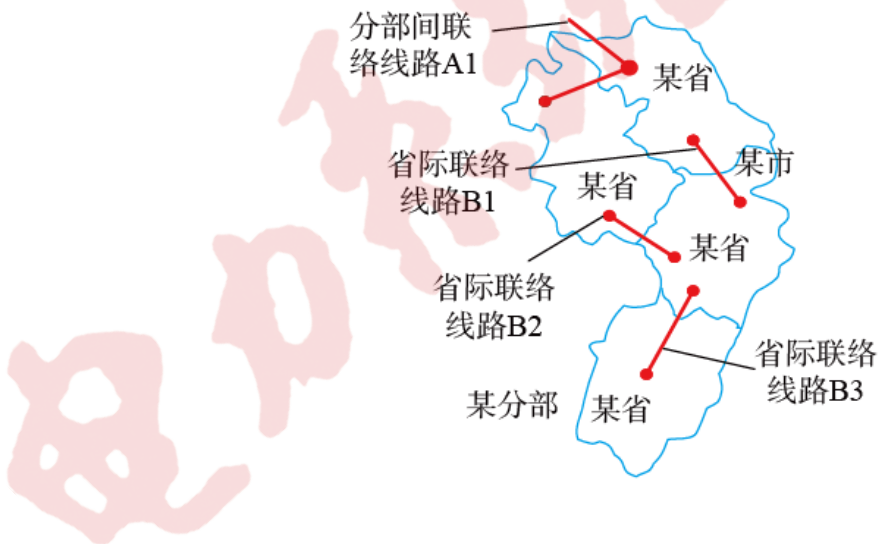 分部间联
络线路A1
某省
省际联络
线路B1
某市
某省
某省
省际联络
线路B2
省际联络
线路B3
某分部
某省